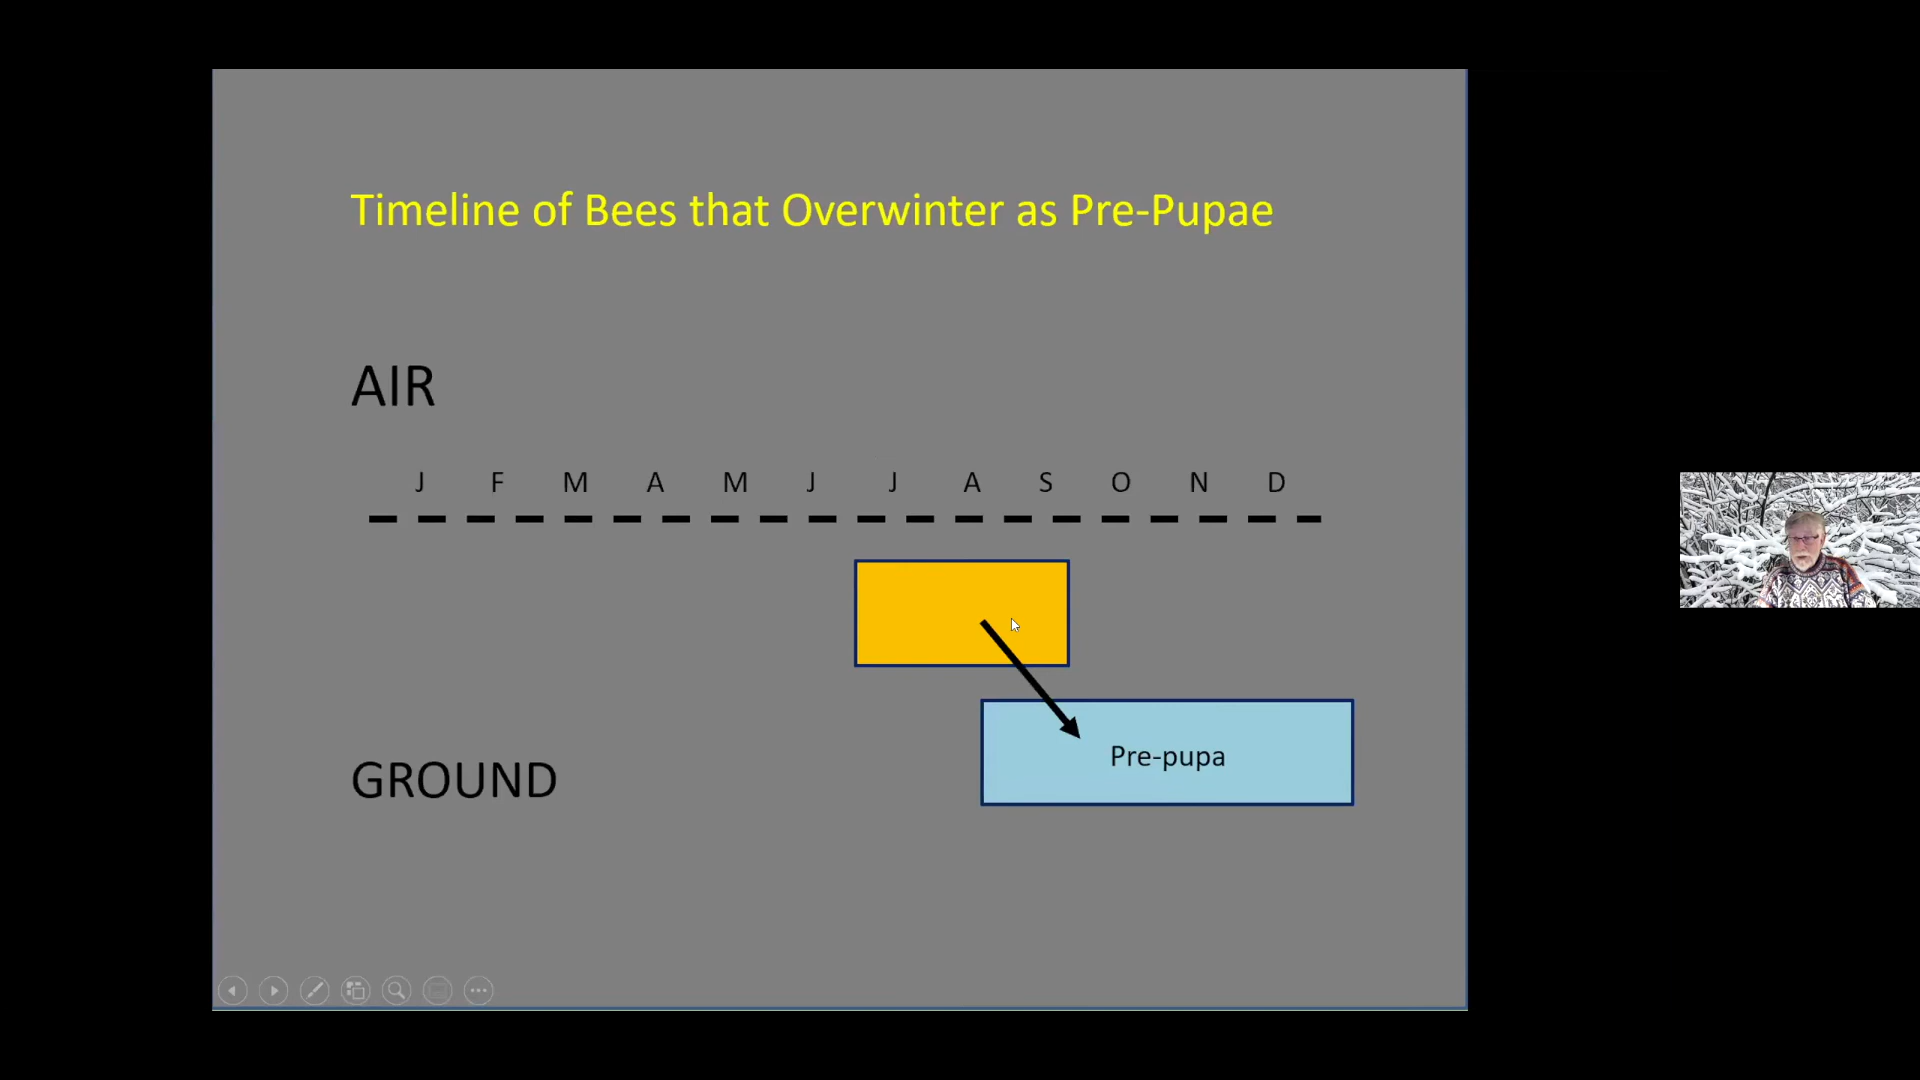 Timeline of Bees that Overwinter as Pre-Pupae
AIR
J F M A M J J A S O N D
Pre-pupa
GROUND